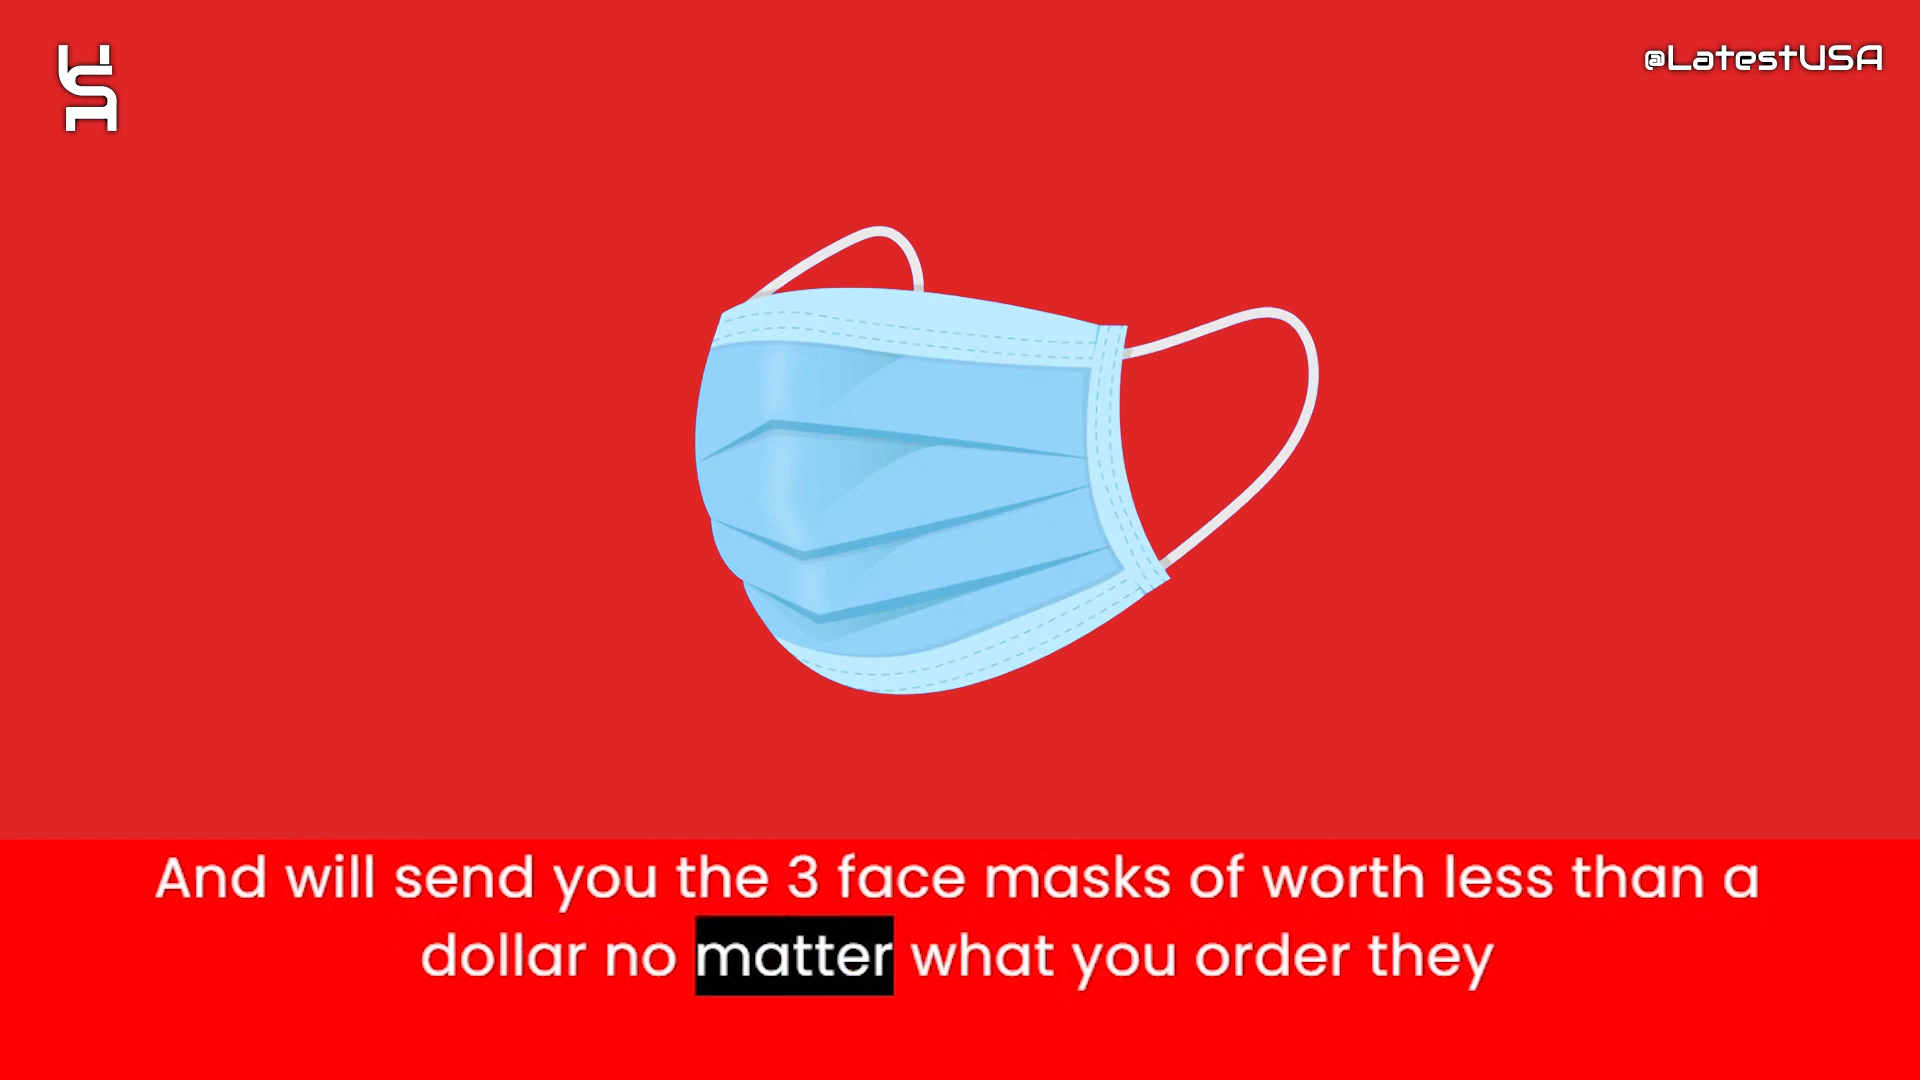 USA
@LatestUSA
And will send you the 3 face masks of worth less than a
dollar no matter what you order they